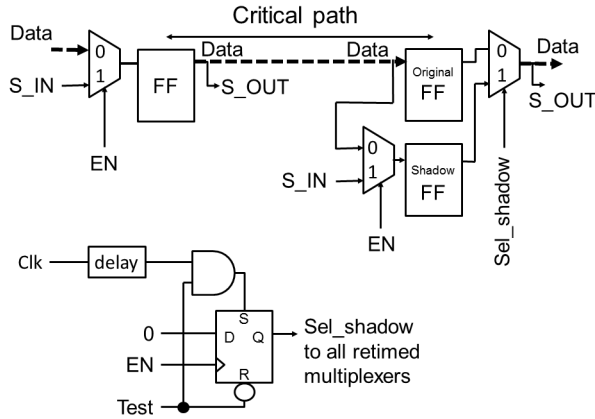 Critical path
Data
0
1
S_IN
EN
FF
Data
S_OUT
Data
Original
FF
0
1
Data
S_OUT
0
1
S_IN
EN
Shadow
FF
Sel_shadow
Clk
delay
0
EN
Test
S
D Q
R
Sel_shadow
to all retimed
multiplexers